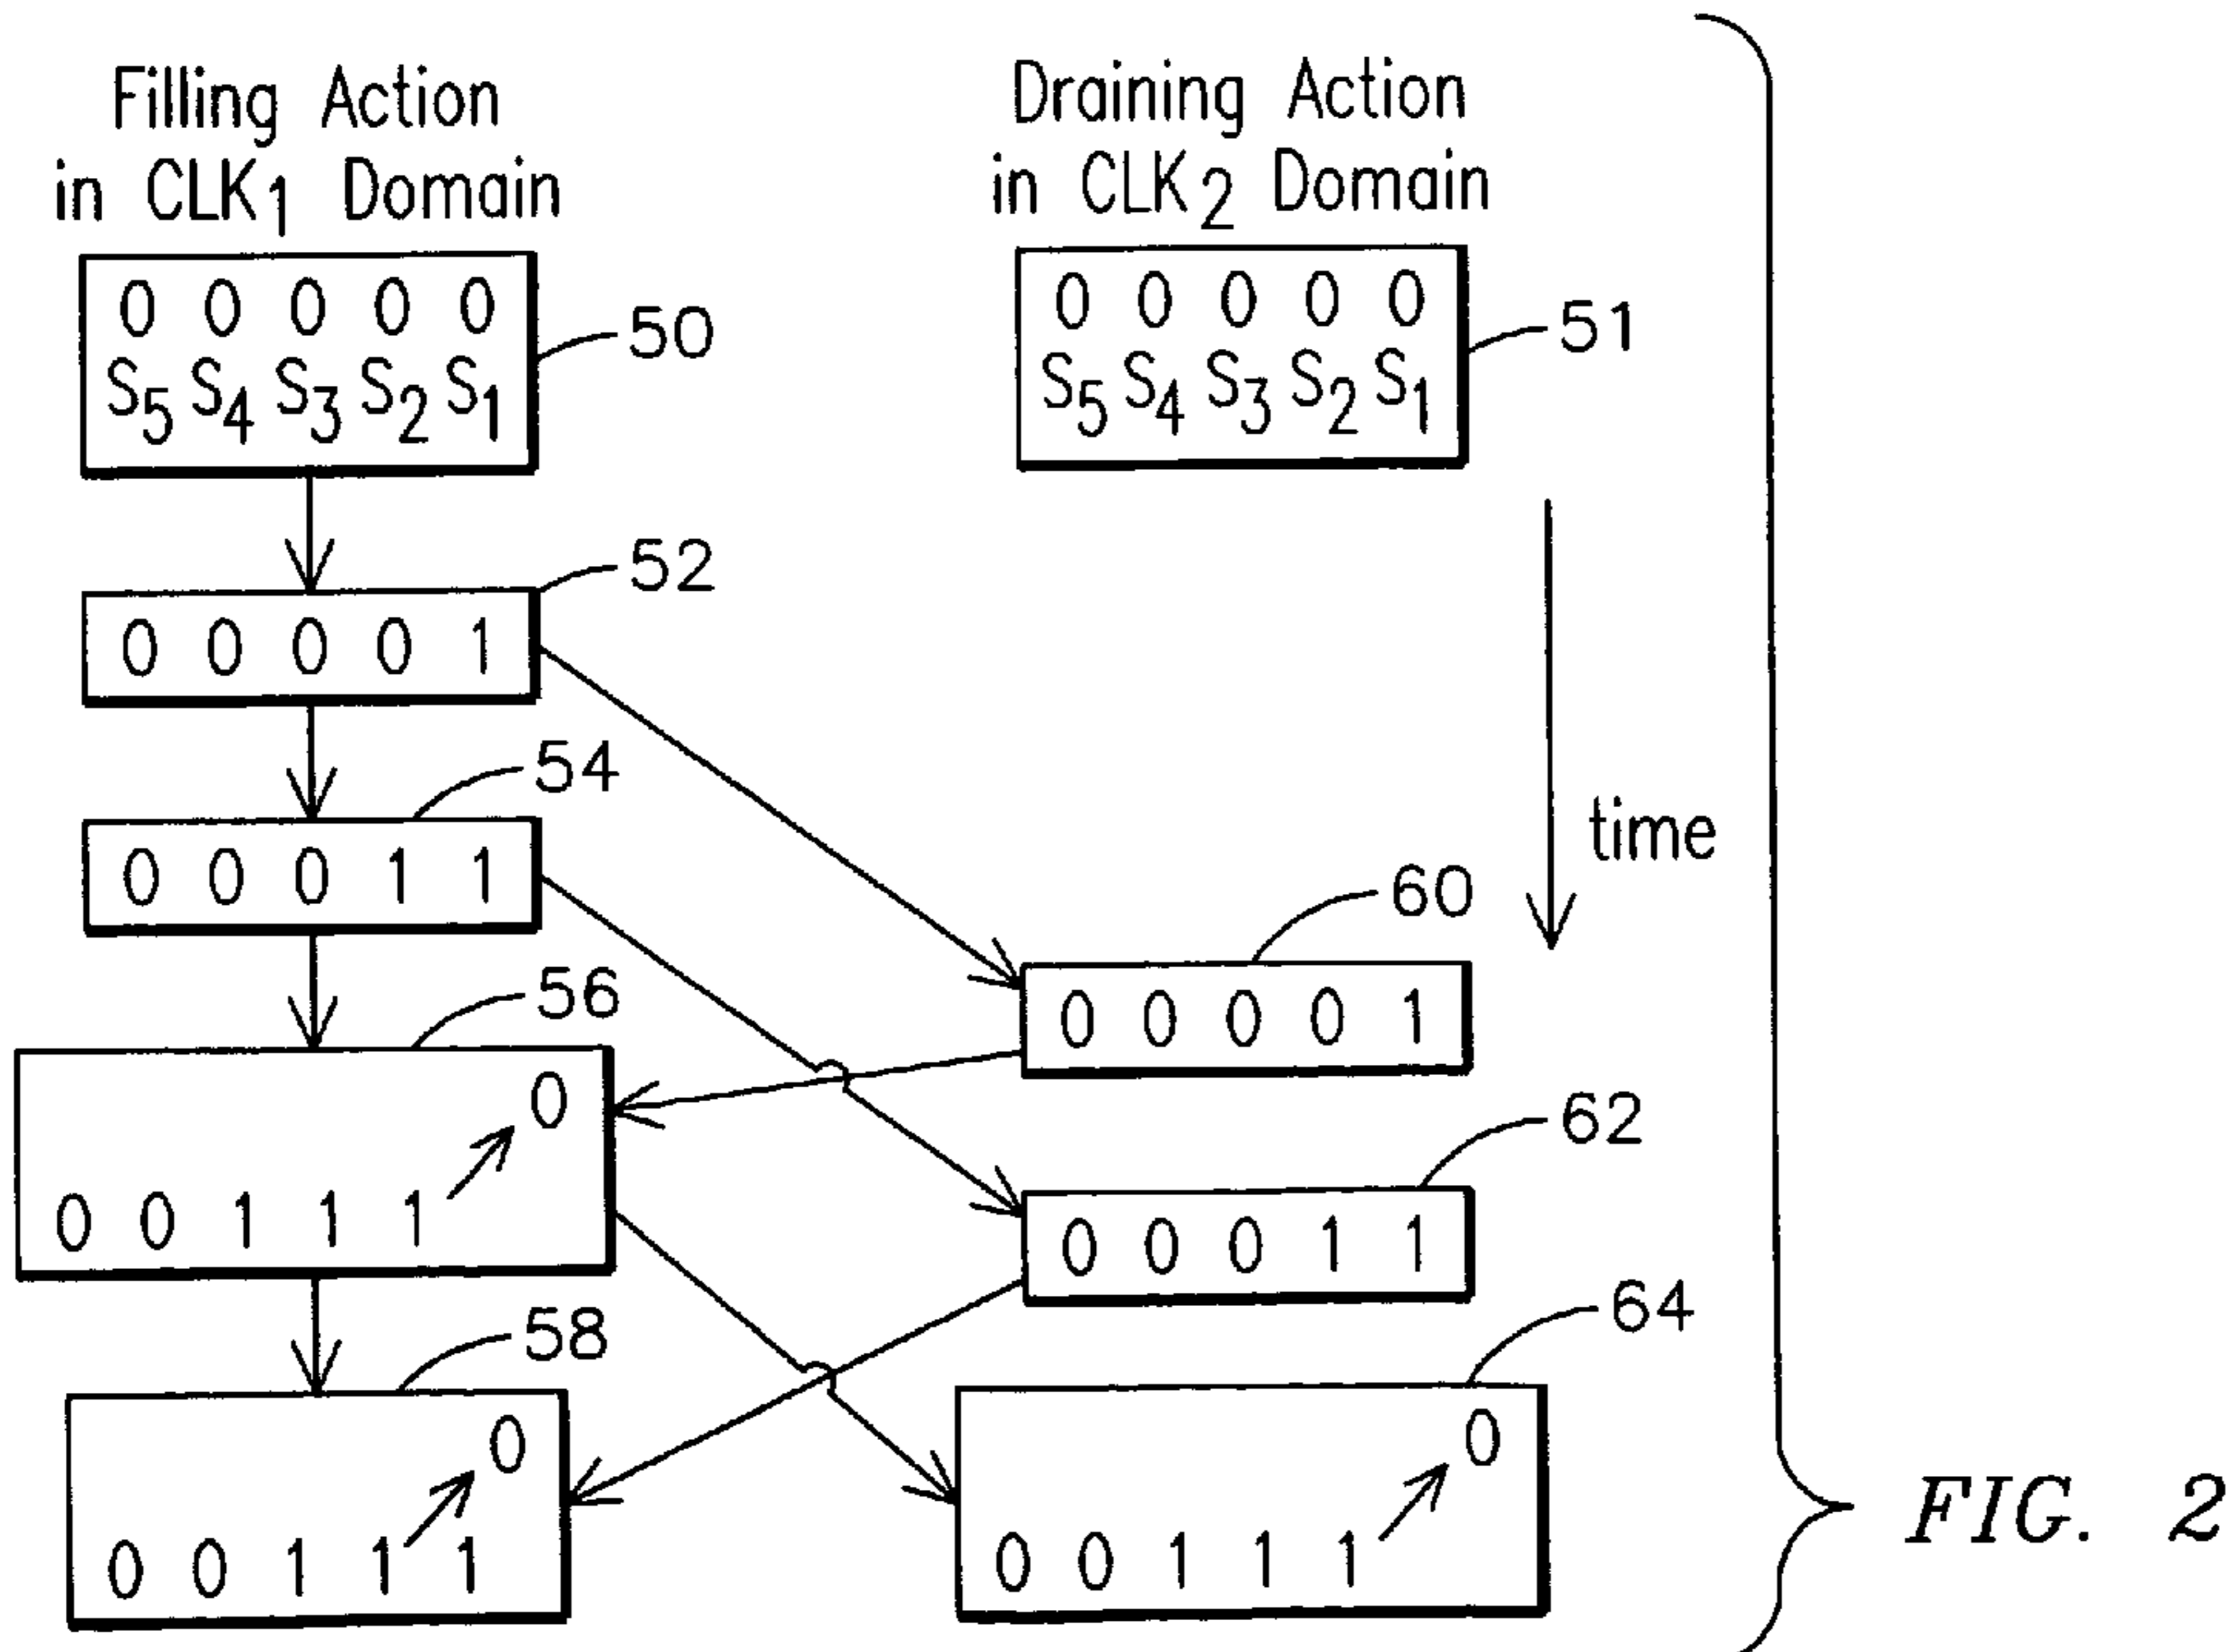 Filling Action
in CLK1 Domain
Draining Action
in CLK2 Domain
0 0 0 0 0
S5 S4 S3 S2 S1
50
0 0 0 0 0
S5 S4 S3 S2 S1
51
52
0 0 0 0 1
54
0 0 0 1 1
time
60
0 0 0 0 1
56
0
0 0 1 1 1
62
0 0 0 1 1
58
0
0 0 1 1 1
64
0
0 0 1 1 1
FIG. 2